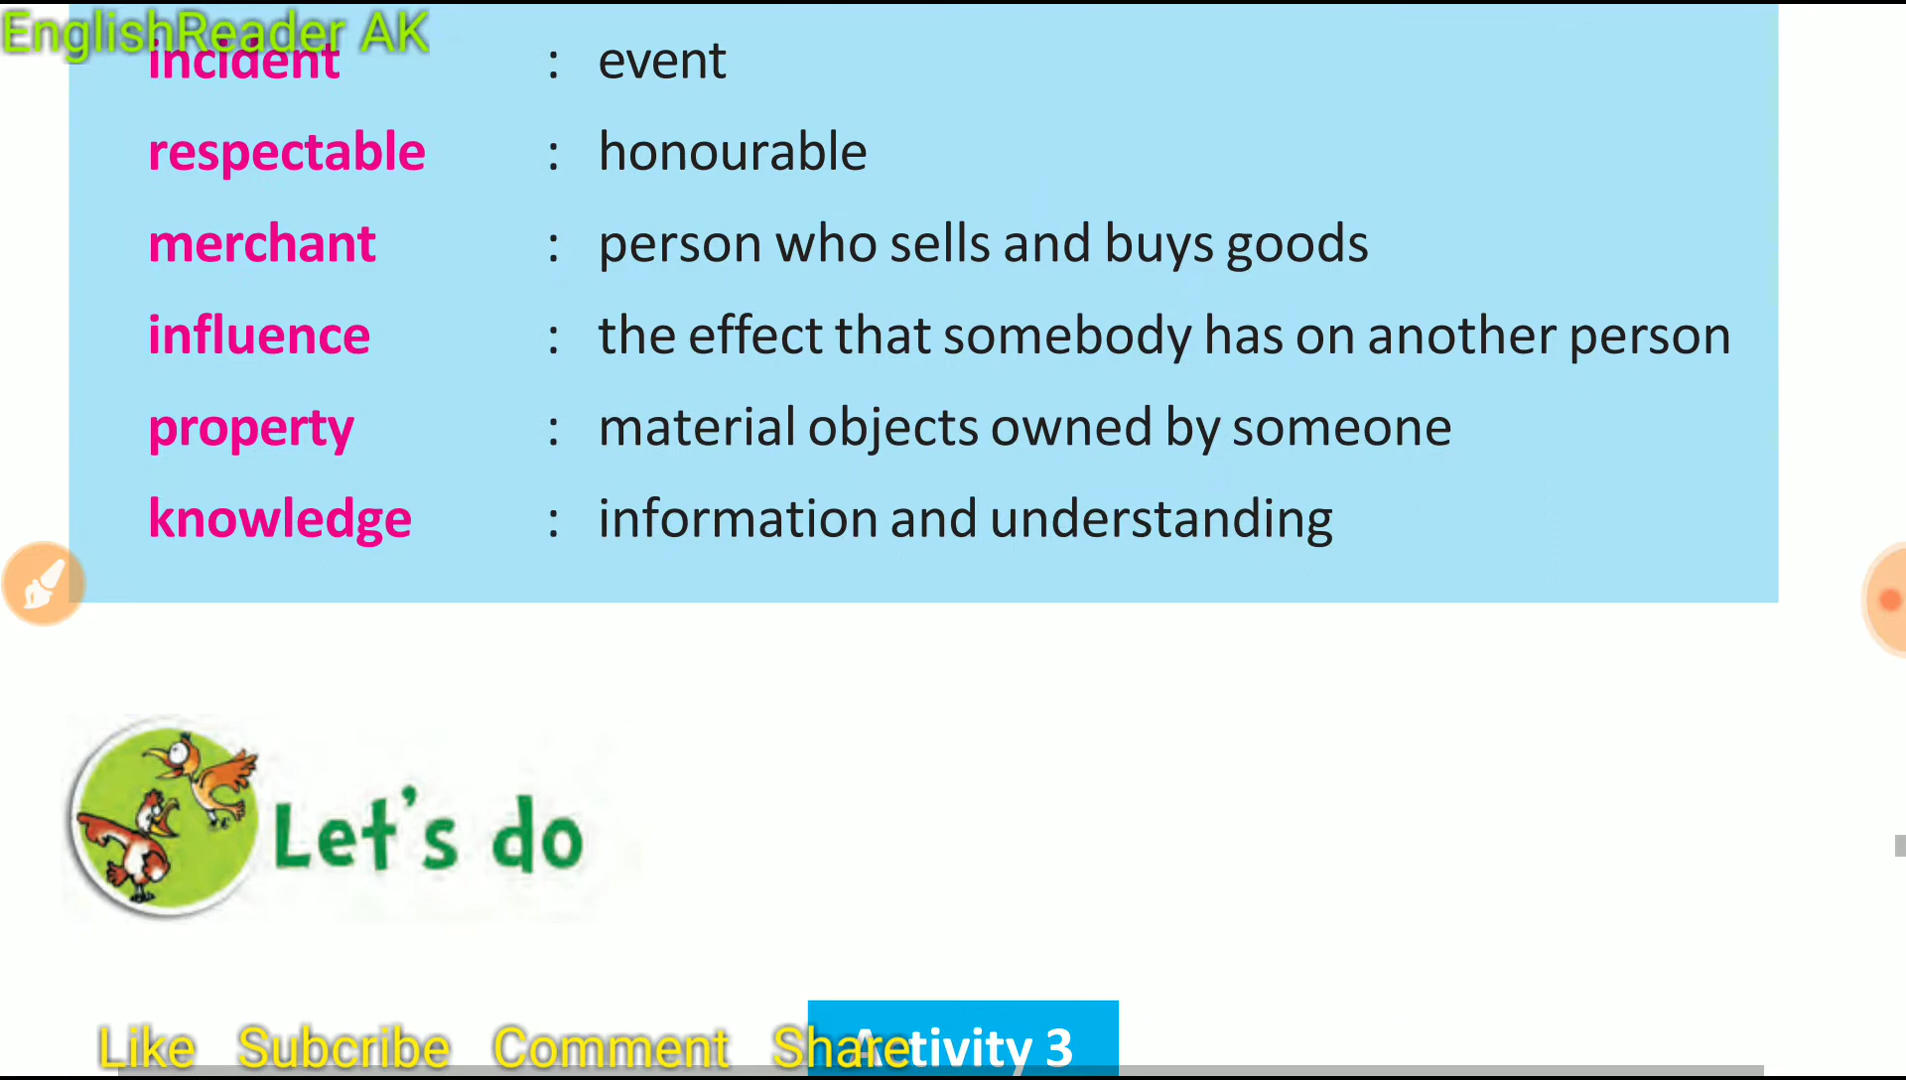 EnglishReader AK
incident : event
respectable : honourable
merchant : person who sells and buys goods
influence : the effect that somebody has on another person
property : material objects owned by someone
knowledge : information and understanding
Let's do
Activity 3
Like Subcribe Comment Share